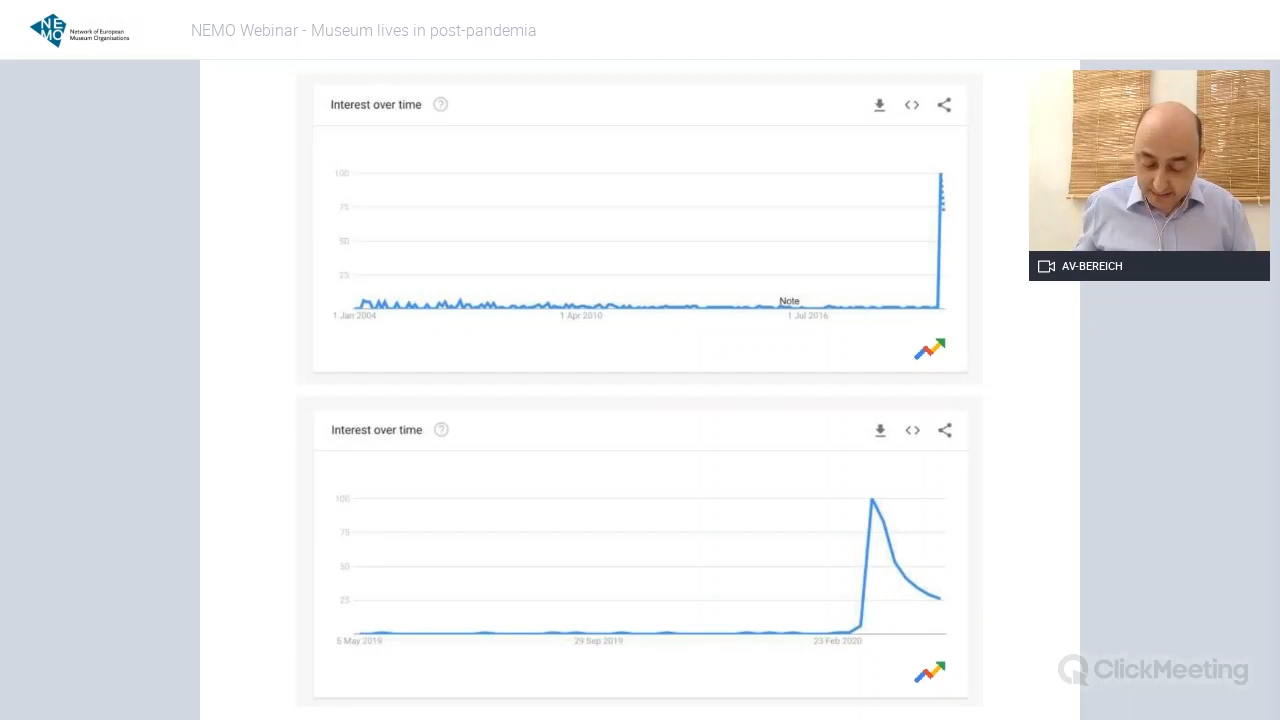 NE
MO
Network of European
Museum Organisations
NEMO Webinar - Museum lives in post-pandemia
Interest over time
100
75
50
25
Note
1 Jan 2004
1 Apr 2010
1 Jul 2016
AV-BEREICH
Interest over time
100
75
50
25
5 May 2019
29 Sep 2019
23 Feb 2020
ClickMeeting